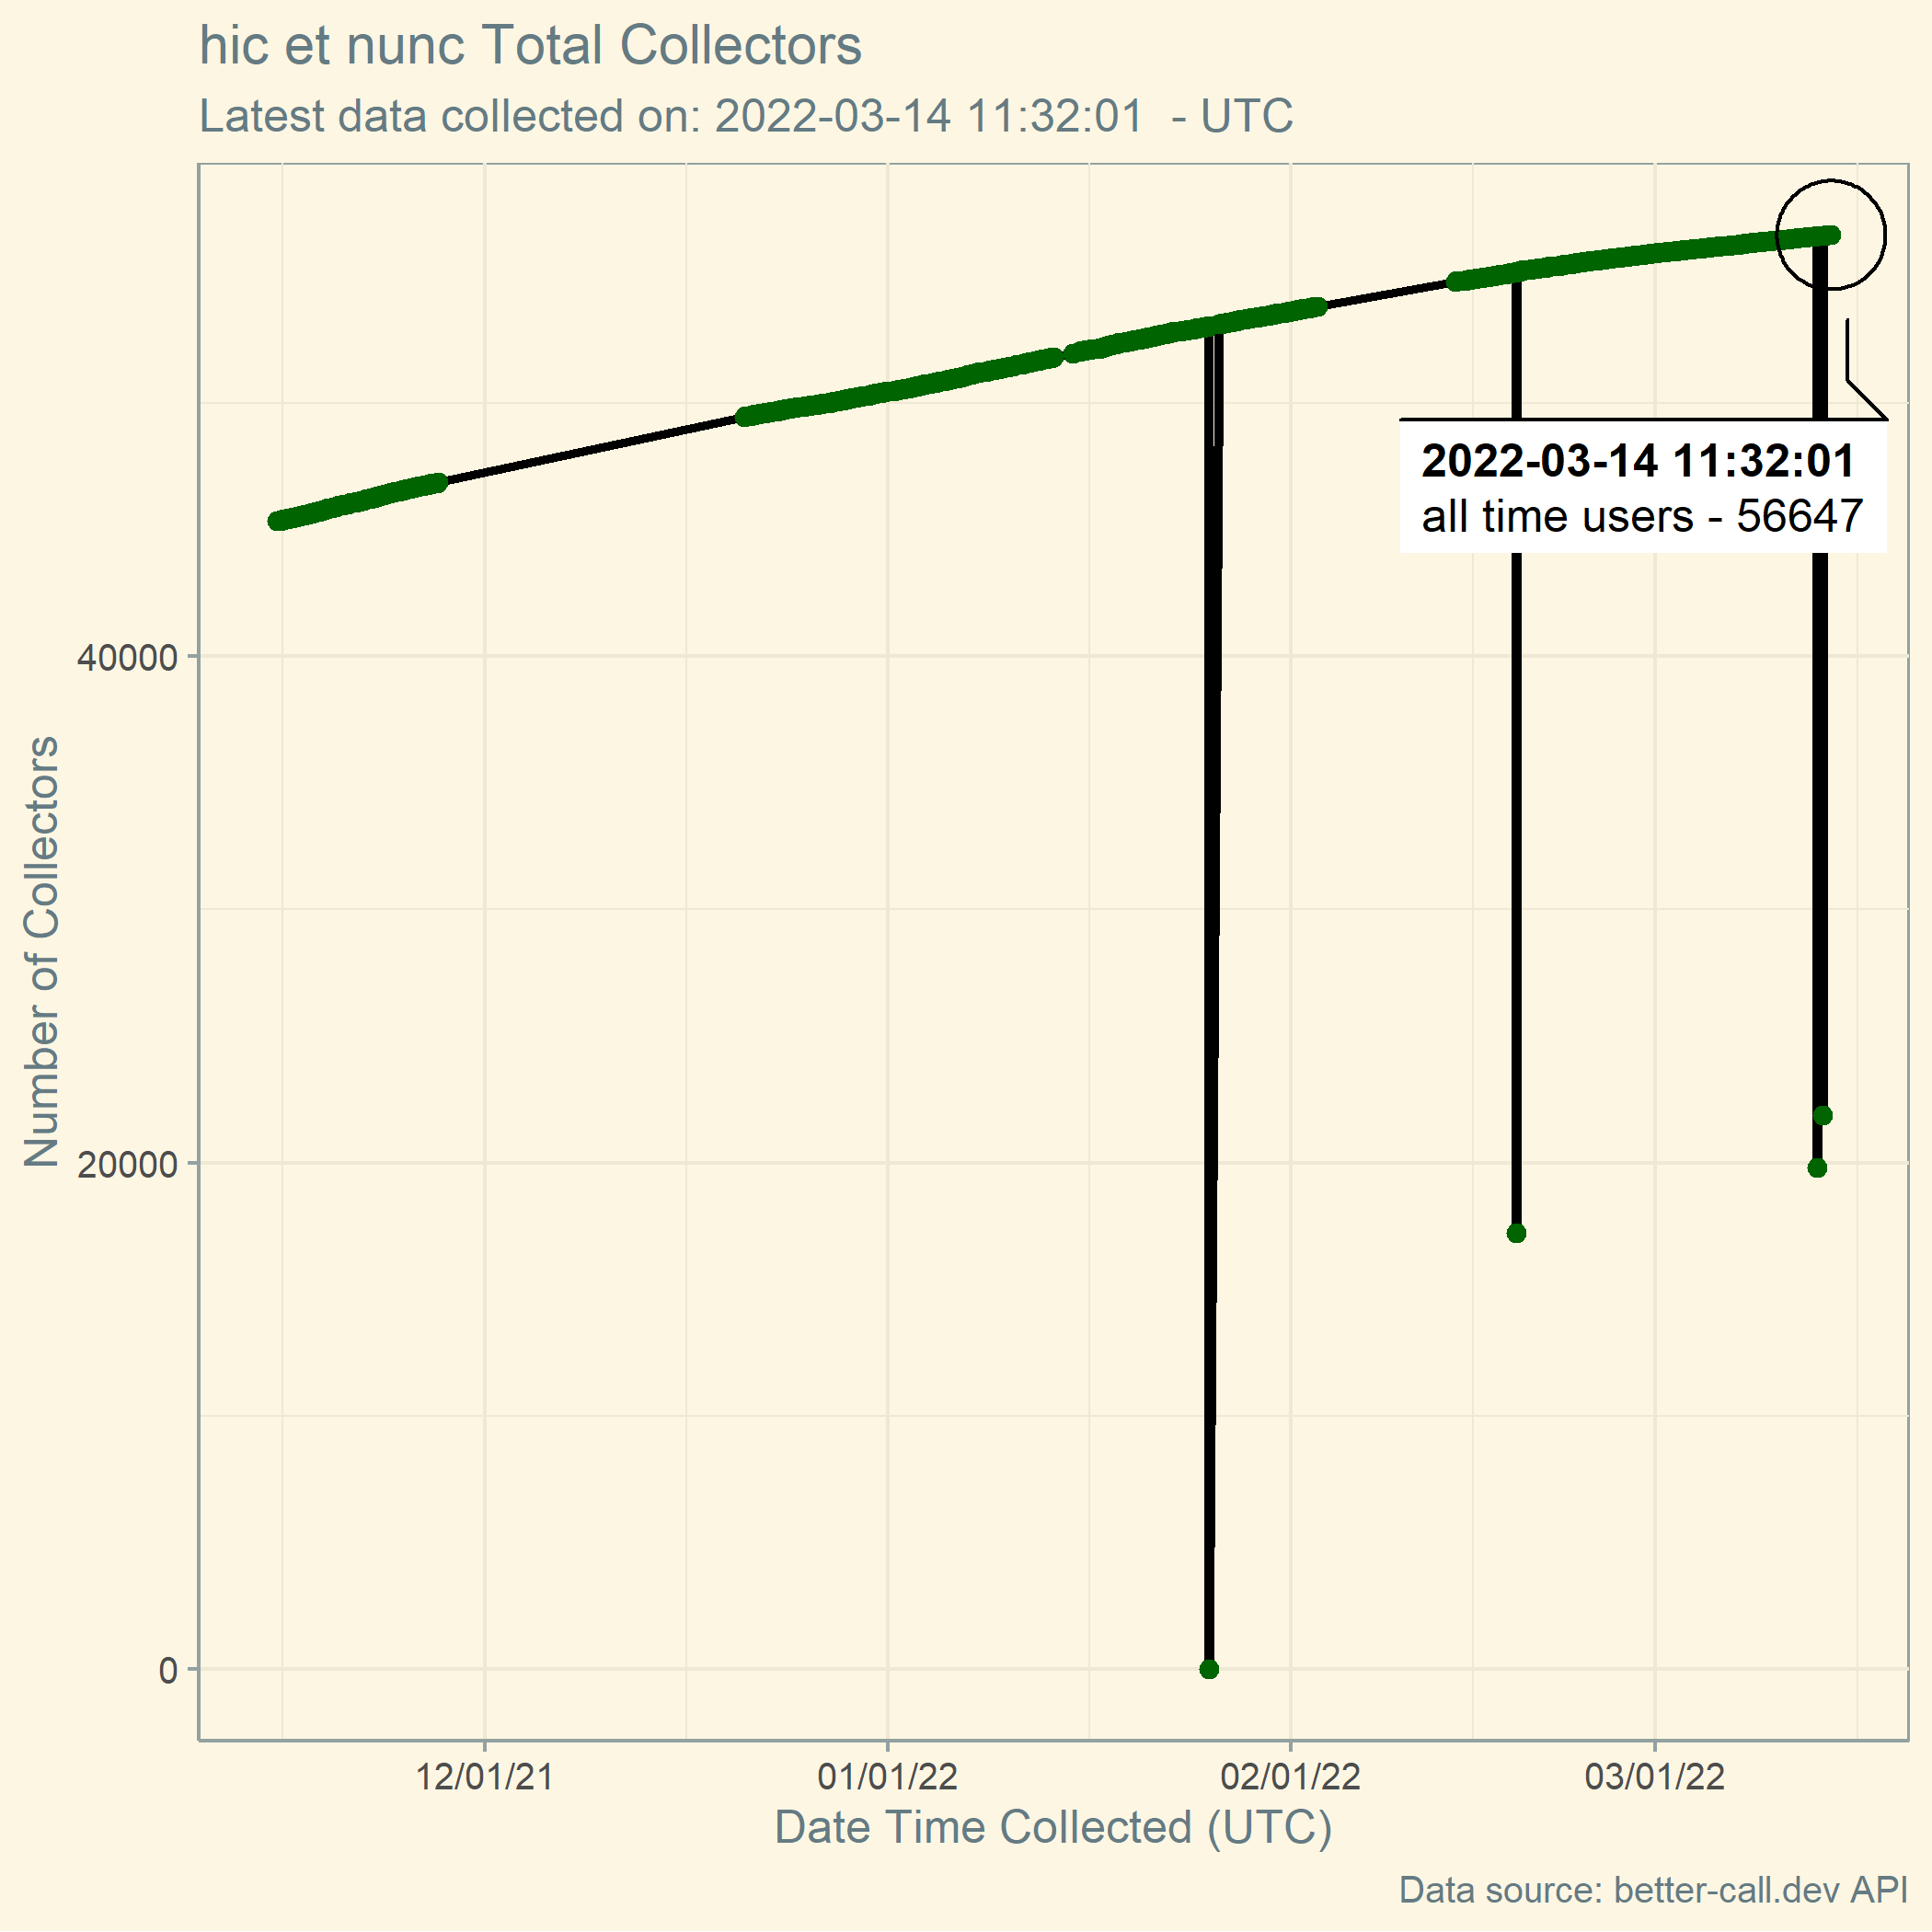 hic et nunc Total Collectors
Latest data collected on: 2022-03-14 11:32:01  - UTC
2022-03-14 11:32:01
all time users - 56647
Number of Collectors
40000
20000
0
12/01/21
01/01/22
02/01/22
03/01/22
Date Time Collected (UTC)
Data source: better-call.dev API